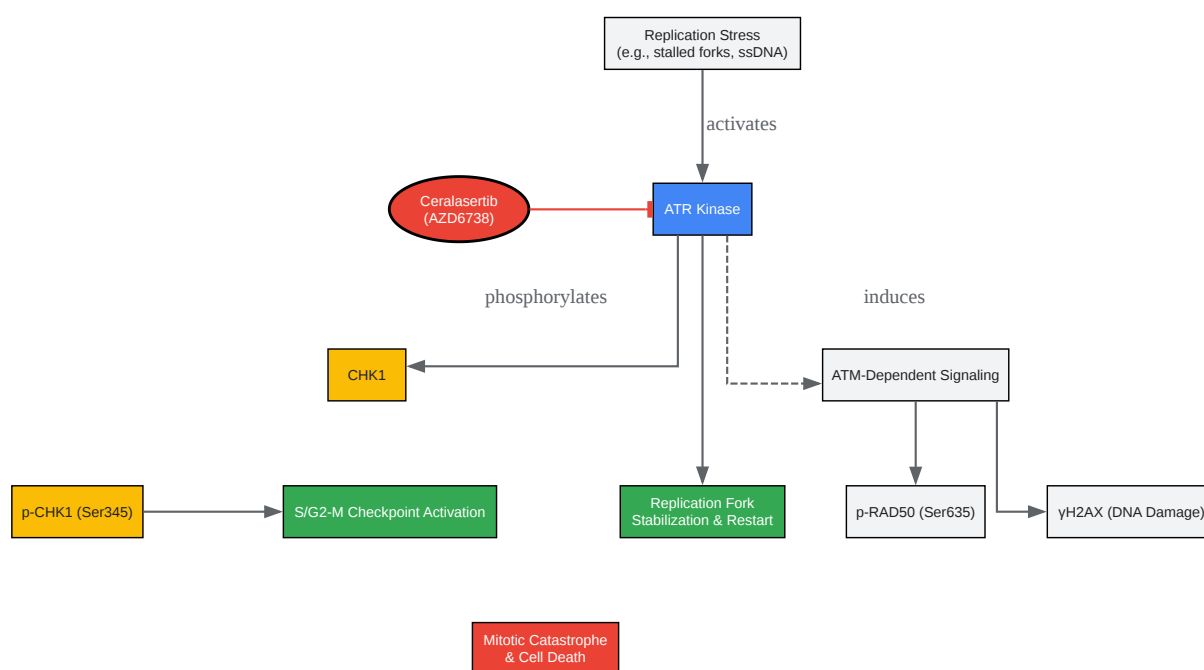 Replication Stress
(e.g., stalled forks, ssDNA)
activates
Ceralasertib
(AZD6738)
ATR Kinase
phosphorylates
induces
CHK1
ATM-Dependent Signaling
p-CHK1 (Ser345)
S/G2-M Checkpoint Activation
Replication Fork
Stabilization & Restart
p-RAD50 (Ser635)
γH2AX (DNA Damage)
Mitotic Catastrophe
& Cell Death